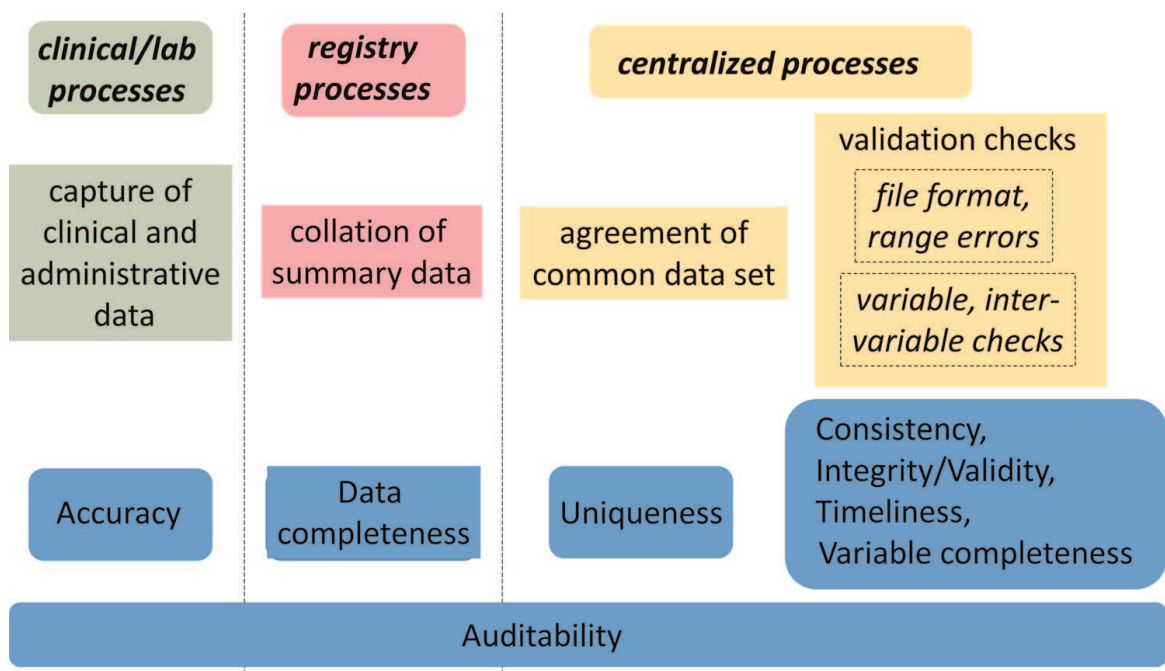 clinical/lab
processes
registry
processes
centralized processes
capture of
clinical and
administrative
data
collation of
summary data
agreement of
common data set
validation checks
file format,
range errors
variable, inter-
variable checks
Accuracy
Data
completeness
Uniqueness
Consistency,
Integrity/Validity,
Timeliness,
Variable completeness
Auditability